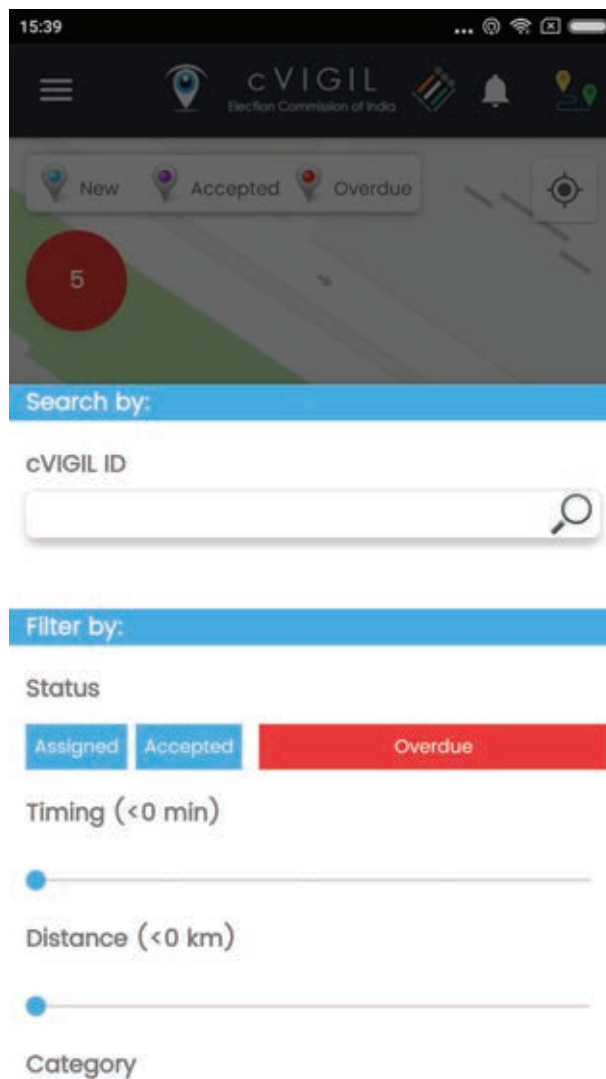 15:39
cVIGIL
Election Commission of India
New Accepted Overdue
5
Search by:
cVIGIL ID
Filter by:
Status
Assigned Accepted Overdue
Timing (<0 min)
Distance (<0 km)
Category